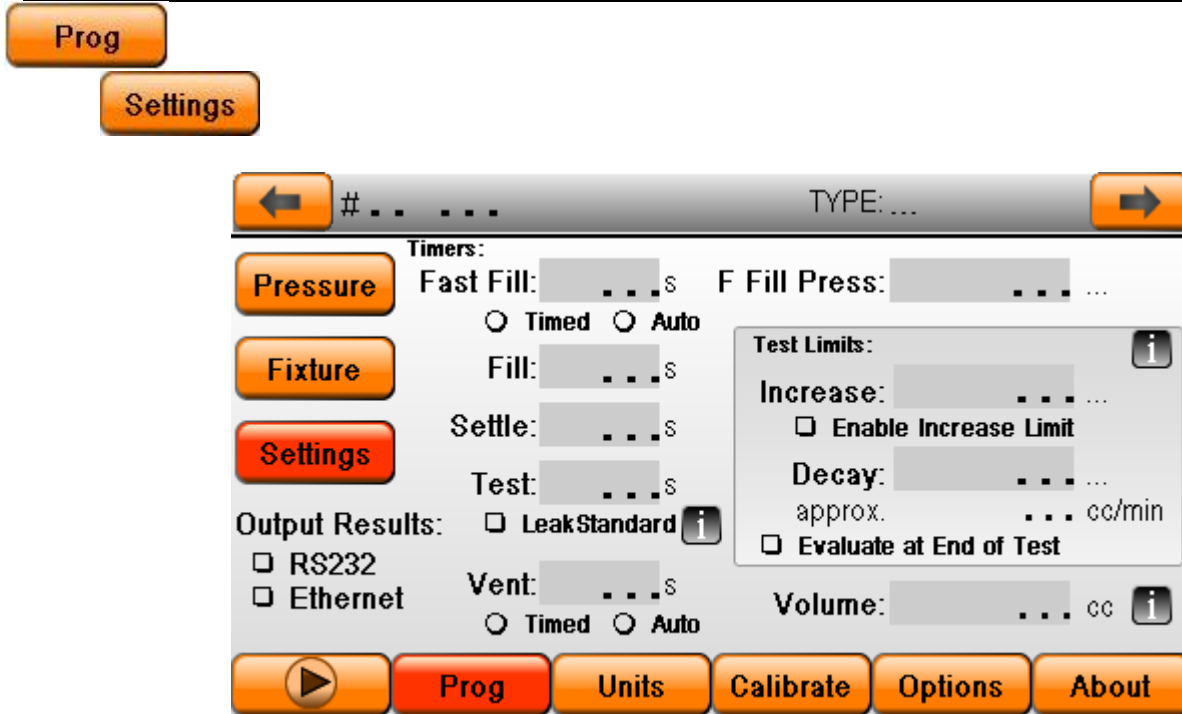 Prog
Settings
# . . . . . TYPE: ...
Pressure
Fixture
Settings
Output Results:
❑ RS232
❑ Ethernet
Timers:
Fast Fill: . . . s
○ Timed ○ Auto
Fill: . . . s
Settle: . . . s
Test: . . . s
❑ LeakStandard i
Vent: . . . s
○ Timed ○ Auto
F Fill Press: . . . ...
Test Limits: i
Increase: . . . ...
❑ Enable Increase Limit
Decay: . . . ...
approx. . . . cc/min
❑ Evaluate at End of Test
Volume: . . . cc i
Prog Units Calibrate Options About